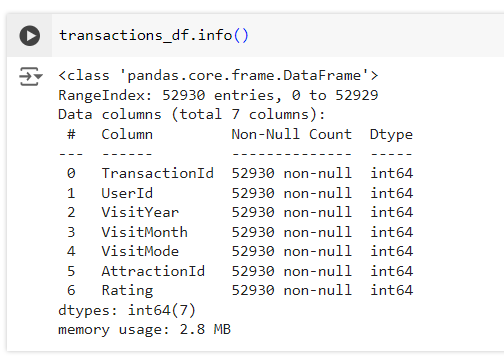 transactions_df.info()
<class 'pandas.core.frame.DataFrame'>
RangeIndex: 52930 entries, 0 to 52929
Data columns (total 7 columns):
 #   Column         Non-Null Count  Dtype
---  ------         --------------  -----
 0   TransactionId  52930 non-null  int64
 1   UserId         52930 non-null  int64
 2   VisitYear      52930 non-null  int64
 3   VisitMonth     52930 non-null  int64
 4   VisitMode      52930 non-null  int64
 5   AttractionId   52930 non-null  int64
 6   Rating         52930 non-null  int64
dtypes: int64(7)
memory usage: 2.8 MB